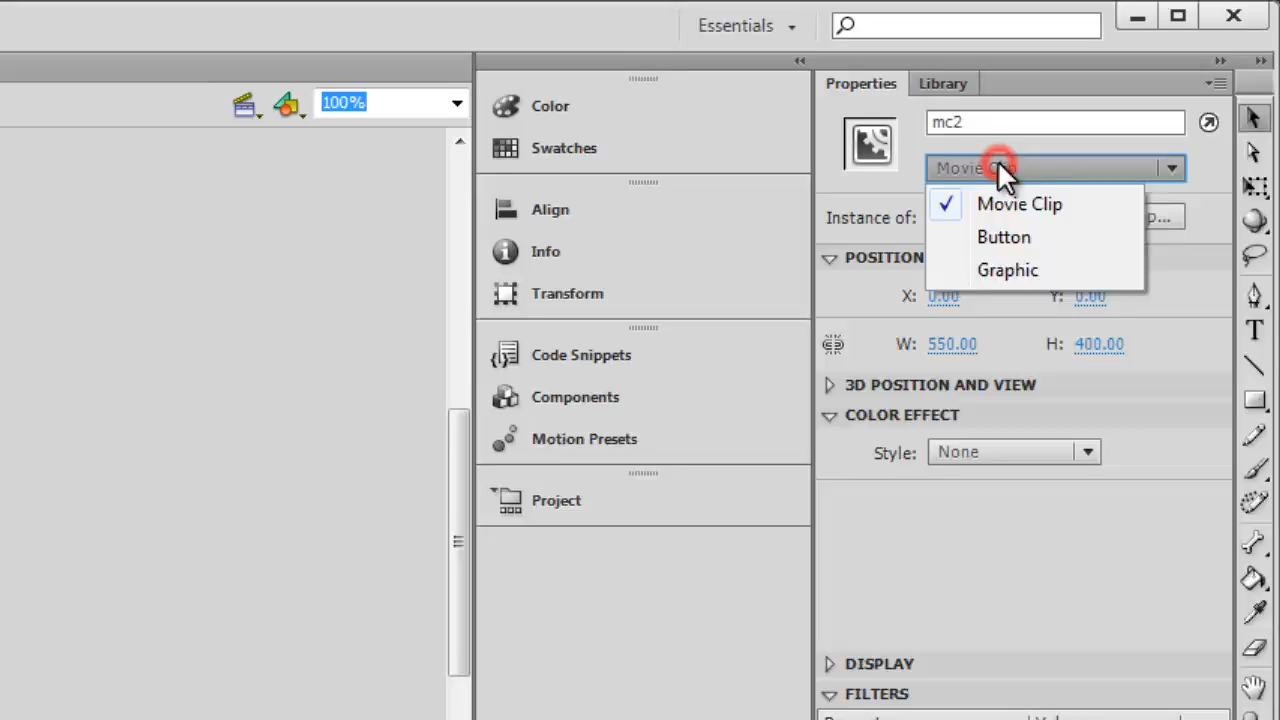 Essentials
100%
Color
Swatches
Align
Info
Transform
Code Snippets
Components
Motion Presets
Project
Properties
Library
mc2
Movie Clip
Movie Clip
Button
Graphic
Instance of:
p...
POSITION
X: 0.00 Y: 0.00
W: 550.00 H: 400.00
3D POSITION AND VIEW
COLOR EFFECT
Style: None
DISPLAY
FILTERS